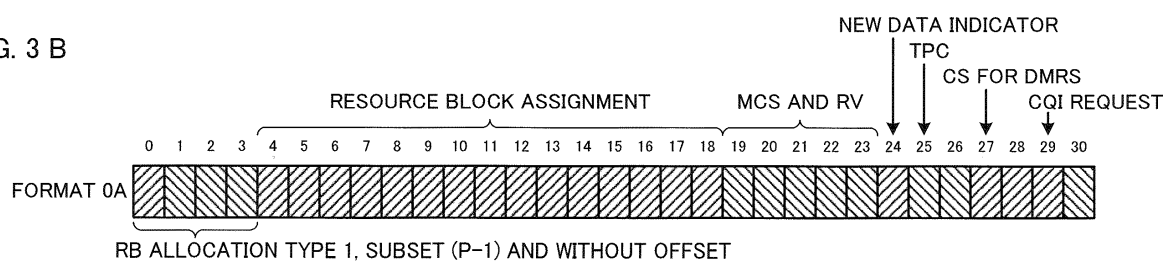 G. 3 B
NEW DATA INDICATOR
TPC
CS FOR DMRS
CQI REQUEST
RESOURCE BLOCK ASSIGNMENT
MCS AND RV
0 1 2 3 4 5 6 7 8 9 10 11 12 13 14 15 16 17 18 19 20 21 22 23 24 25 26 27 28 29 30
FORMAT 0A
RB ALLOCATION TYPE 1, SUBSET (P-1) AND WITHOUT OFFSET